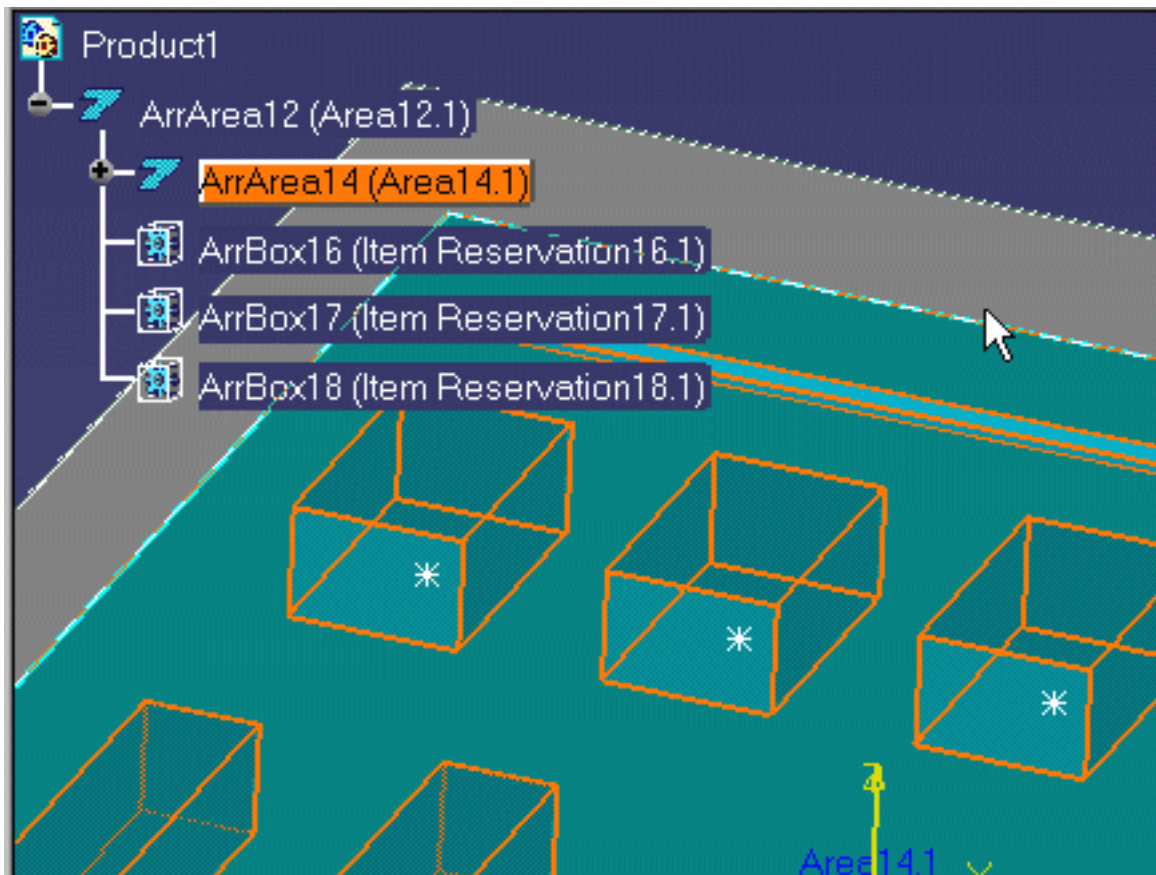 Product1
ArrArea12 (Area12.1)
ArrArea14 (Area14.1)
ArrBox16 (Item Reservation16.1)
ArrBox17 (Item Reservation17.1)
ArrBox18 (Item Reservation18.1)
Area14.1